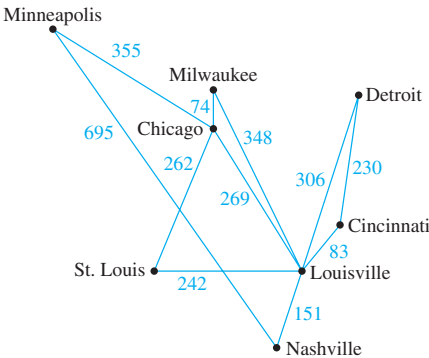 Minneapolis
355
Milwaukee
74
Detroit
Chicago
695
348
262
306
230
269
Cincinnati
83
St. Louis
242
Louisville
151
Nashville